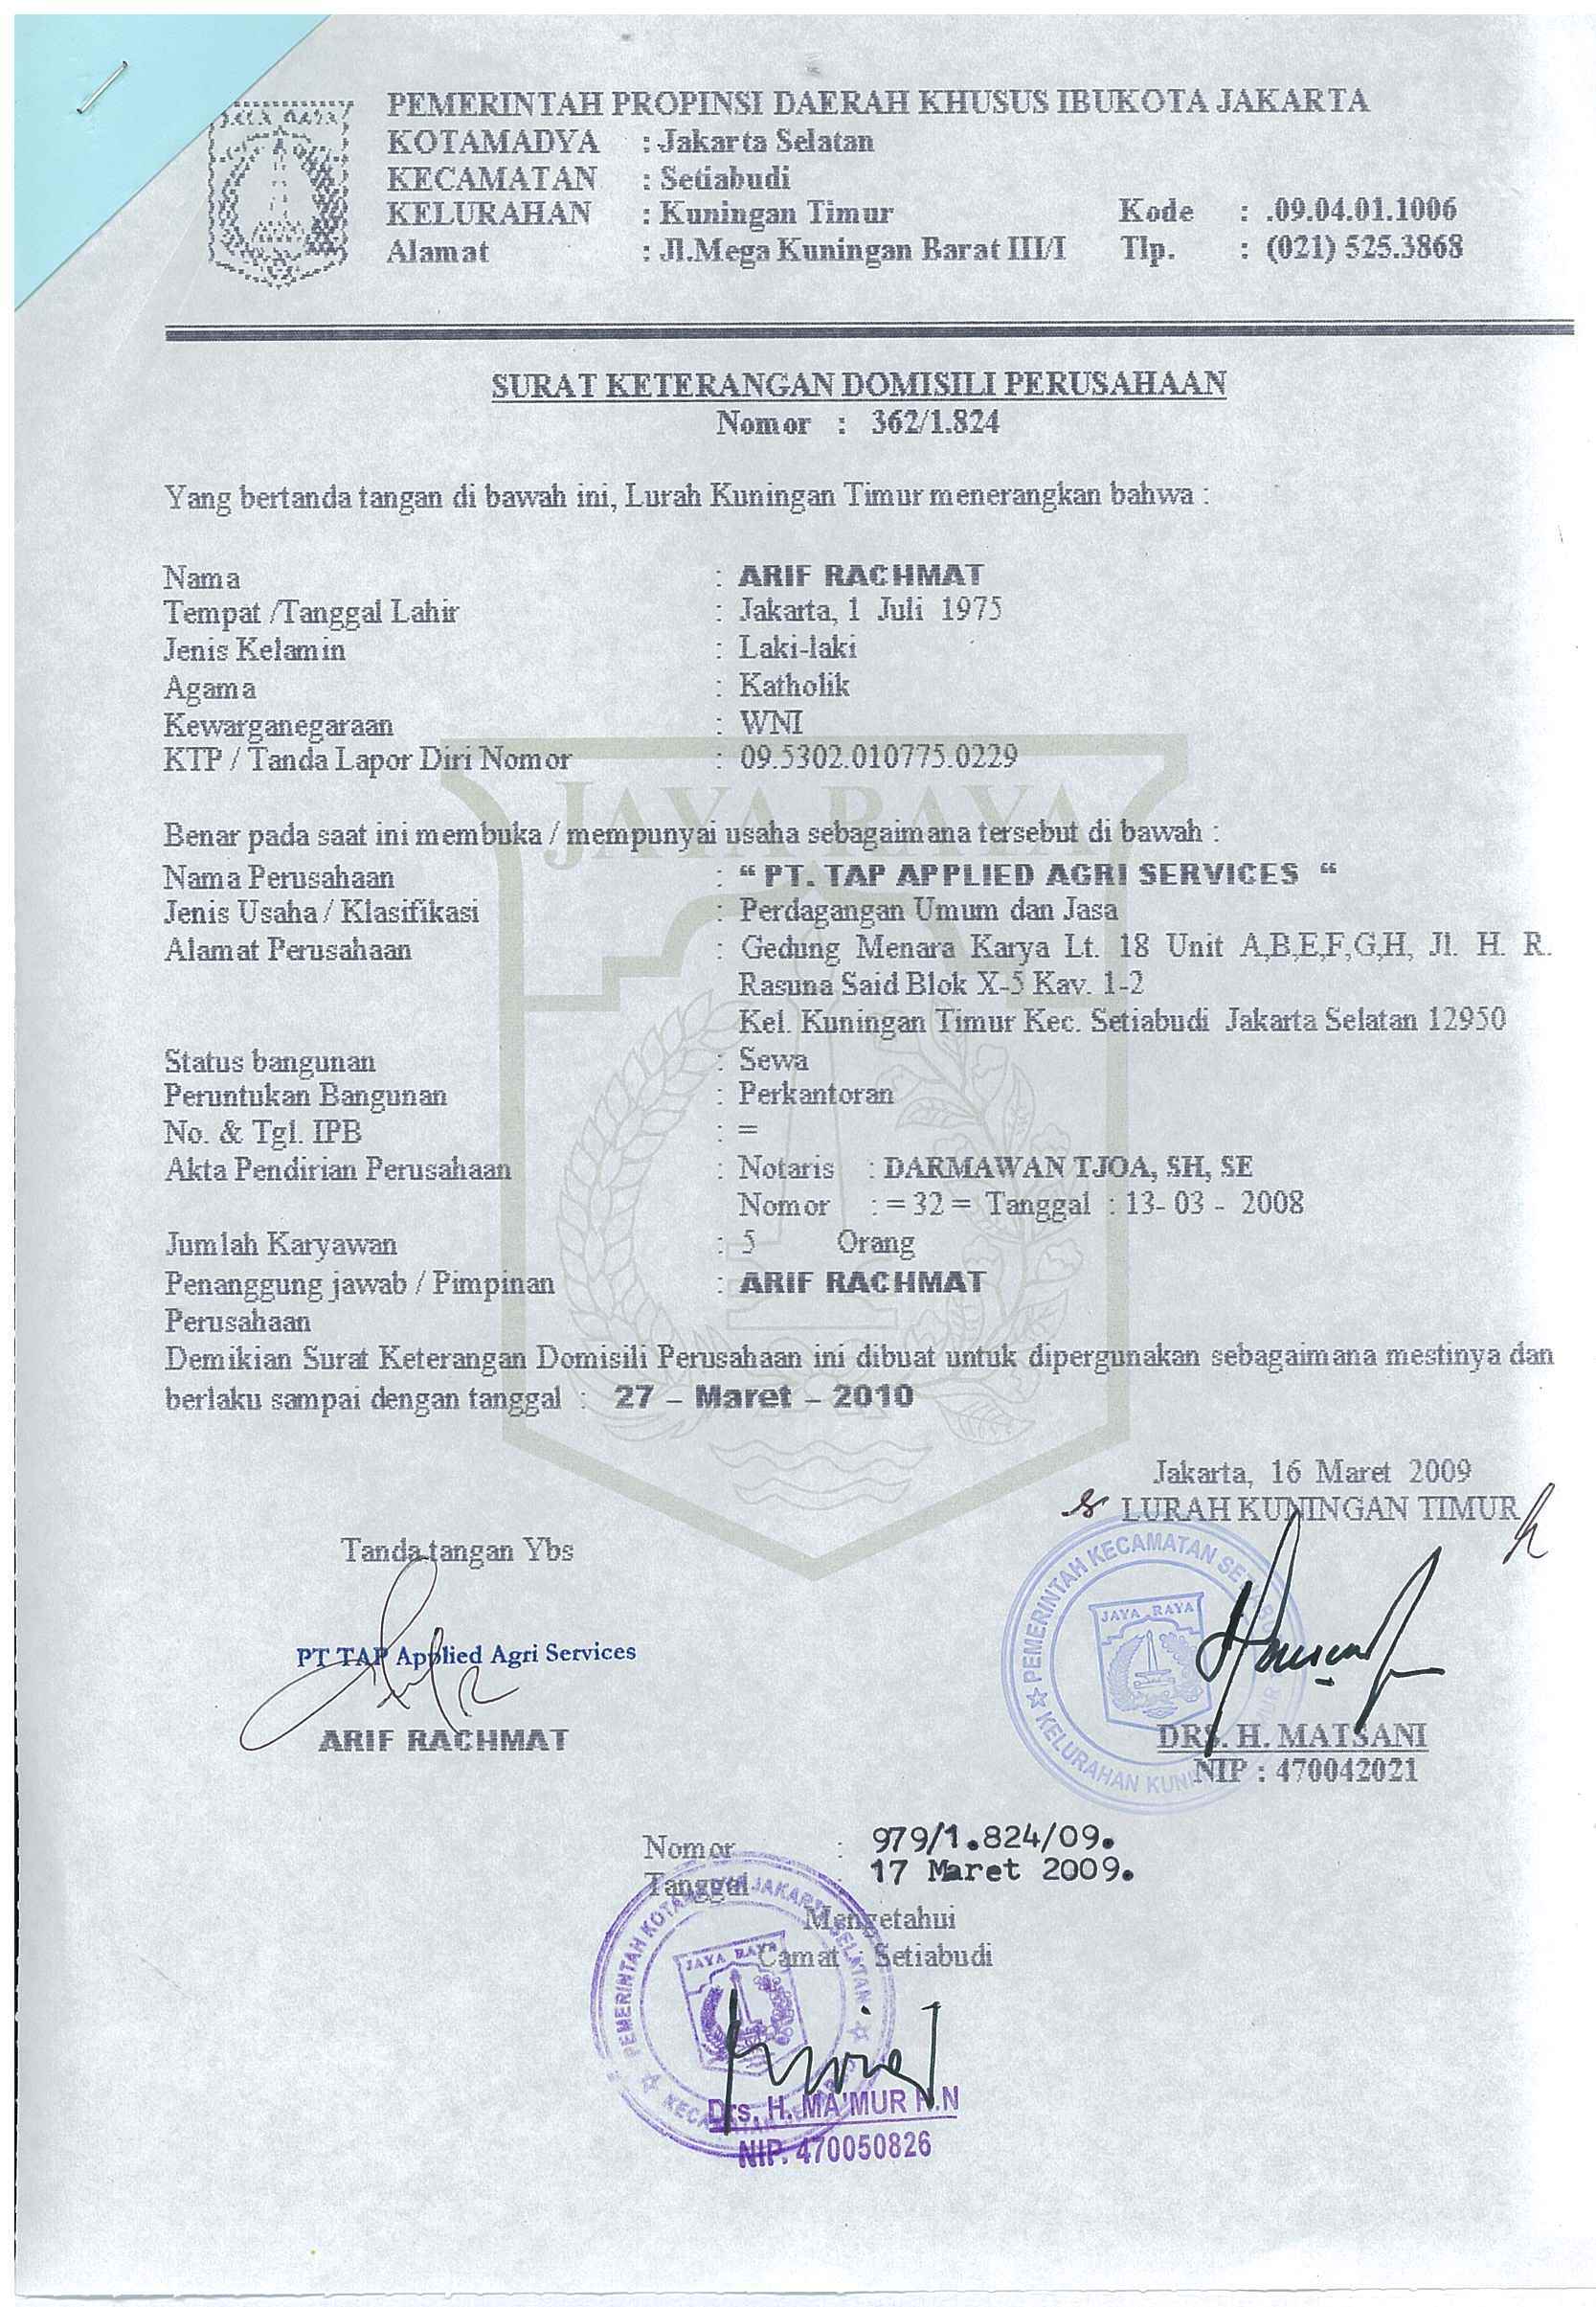 JAYA RAYA
PEMERINTAH PROPINSI DAERAH KHUSUS IBUKOTA JAKARTA
KOTAMADYA : Jakarta Selatan
KECAMATAN : Setiabudi
KELURAHAN : Kuningan Timur Kode : .09.04.01.1006
Alamat : Jl.Mega Kuningan Barat III/I Tlp. : (021) 525.3868
SURAT KETERANGAN DOMISILI PERUSAHAAN
Nomor : 362/1.824
Yang bertanda tangan di bawah ini, Lurah Kuningan Timur menerangkan bahwa :
Nama : ARIF RACHMAT
Tempat /Tanggal Lahir : Jakarta, 1 Juli 1975
Jenis Kelamin : Laki-laki
Agama : Katholik
Kewarganegaraan : WNI
KTP / Tanda Lapor Diri Nomor : 09.5302.010775.0229
JAYA RAYA
Benar pada saat ini membuka / mempunyai usaha sebagaimana tersebut di bawah :
Nama Perusahaan : “ PT. TAP APPLIED AGRI SERVICES “
Jenis Usaha / Klasifikasi : Perdagangan Umum dan Jasa
Alamat Perusahaan : Gedung Menara Karya Lt. 18 Unit A,B,E,F,G,H, Jl. H. R.
Rasuna Said Blok X-5 Kav. 1-2
Kel. Kuningan Timur Kec. Setiabudi Jakarta Selatan 12950
Status bangunan : Sewa
Peruntukan Bangunan : Perkantoran
No. & Tgl. IPB : =
Akta Pendirian Perusahaan : Notaris : DARMAWAN TJOA, SH, SE
Nomor : = 32 = Tanggal : 13- 03 - 2008
Jumlah Karyawan : 5 Orang
Penanggung jawab / Pimpinan : ARIF RACHMAT
Perusahaan
Demikian Surat Keterangan Domisili Perusahaan ini dibuat untuk dipergunakan sebagaimana mestinya dan
berlaku sampai dengan tanggal : 27 – Maret – 2010
Jakarta, 16 Maret 2009
LURAH KUNINGAN TIMUR
Tanda tangan Ybs
PEMERINTAH KECAMATAN
JAYA RAYA
KELURAHAN
PT TAP Applied Agri Services
ARIF RACHMAT
DRS. H. MATSANI
NIP : 470042021
Nomor : 979/1.824/09.
Tanggal : 17 Maret 2009.
Mengetahui
Camat Setiabudi
PEMERINTAH KOTAMADYA JAKARTA SELATAN
JAYA RAYA
Drs. H. MA'MUR H.N
NIP. 470050826